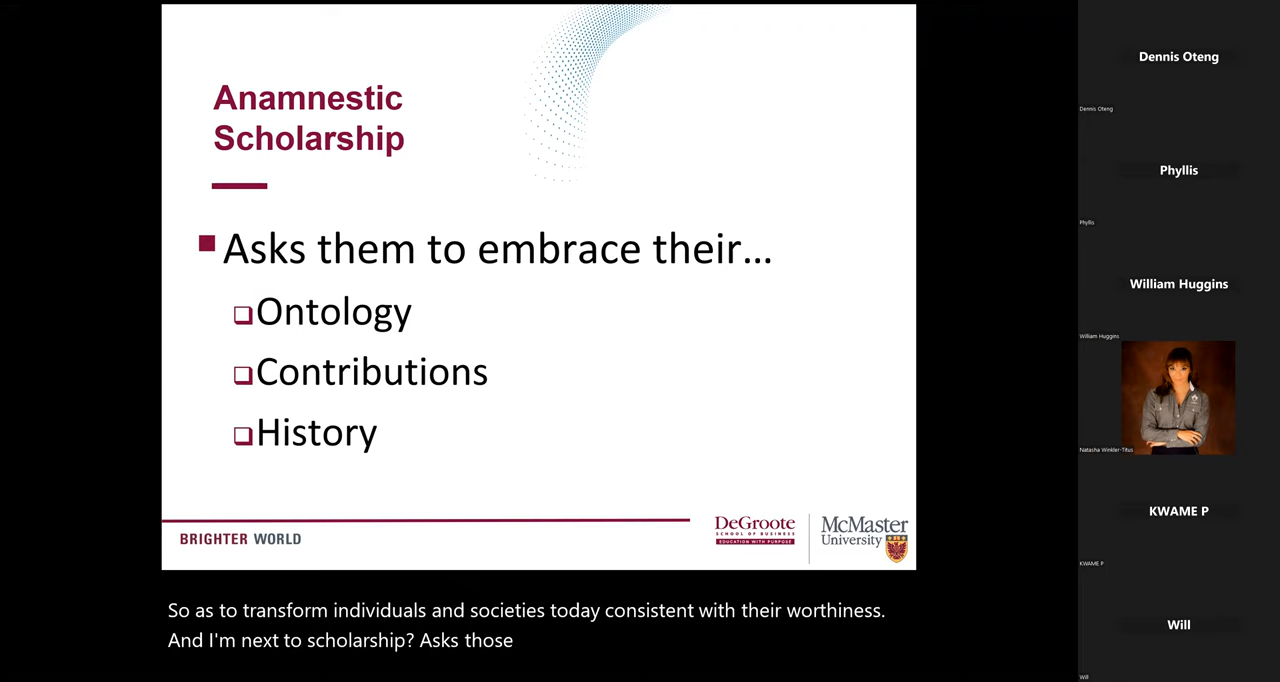 Anamnestic
Scholarship
Asks them to embrace their...
Ontology
Contributions
History
BRIGHTER WORLD
DeGroote
SCHOOL OF BUSINESS
EDUCATION WITH PURPOSE
McMaster
University
So as to transform individuals and societies today consistent with their worthiness.
And I'm next to scholarship? Asks those
Dennis Oteng
Dennis Oteng
Phyllis
Phyllis
William Huggins
William Huggins
Natasha Winkler-Titus
KWAME P
KWAME P
Will
Will